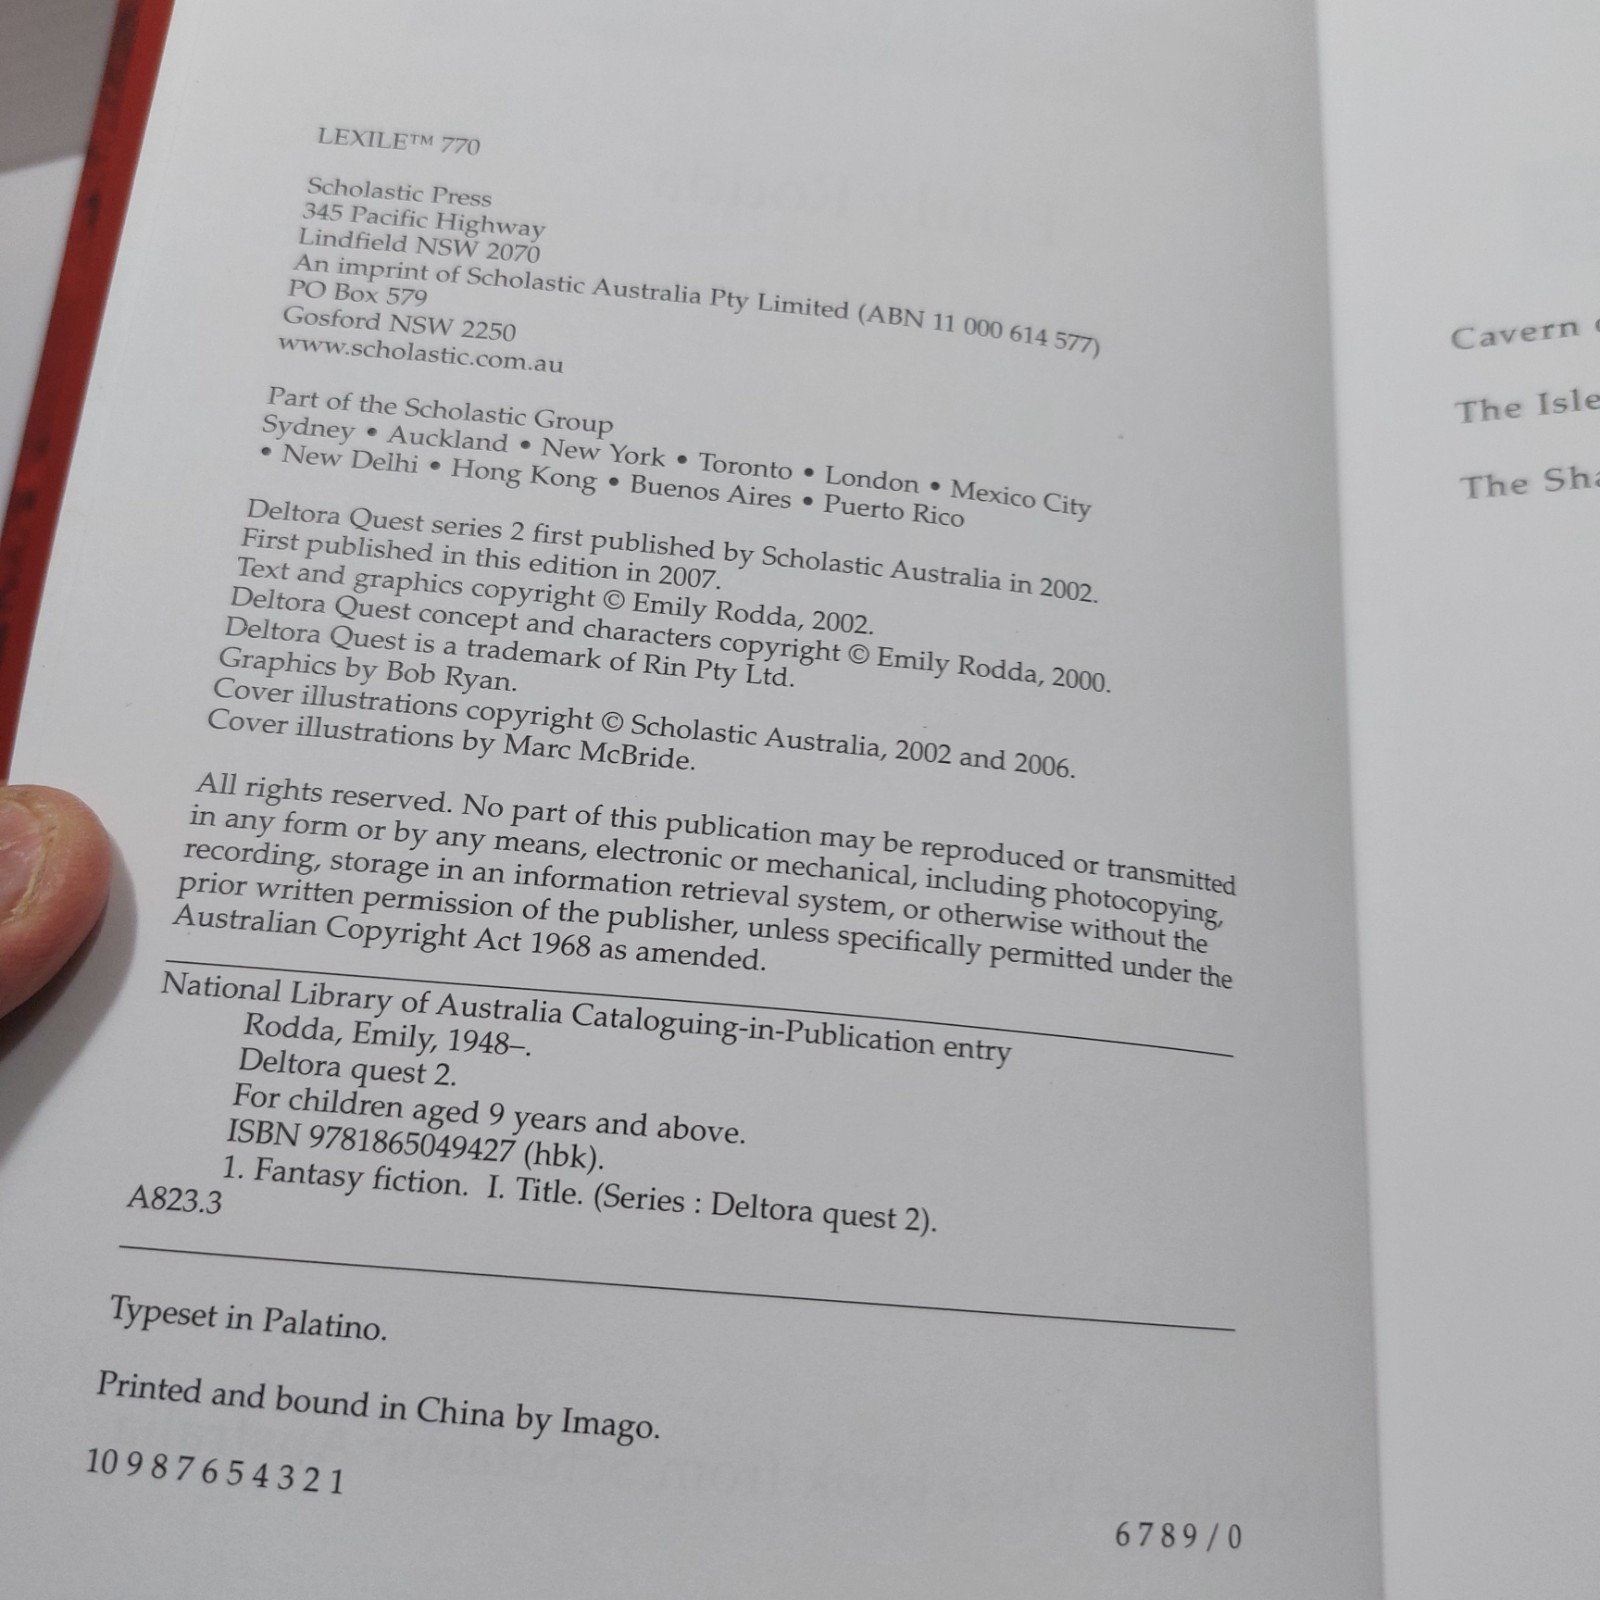 LEXILE™ 770
Scholastic Press
345 Pacific Highway
Lindfield NSW 2070
An imprint of Scholastic Australia Pty Limited (ABN 11 000 614 577)
PO Box 579
Gosford NSW 2250
www.scholastic.com.au
Part of the Scholastic Group
Sydney • Auckland • New York • Toronto • London • Mexico City
• New Delhi • Hong Kong • Buenos Aires • Puerto Rico
Deltora Quest series 2 first published by Scholastic Australia in 2002.
First published in this edition in 2007.
Text and graphics copyright © Emily Rodda, 2002.
Deltora Quest concept and characters copyright © Emily Rodda, 2000.
Deltora Quest is a trademark of Rin Pty Ltd.
Graphics by Bob Ryan.
Cover illustrations copyright © Scholastic Australia, 2002 and 2006.
Cover illustrations by Marc McBride.
All rights reserved. No part of this publication may be reproduced or transmitted
in any form or by any means, electronic or mechanical, including photocopying,
recording, storage in an information retrieval system, or otherwise without the
prior written permission of the publisher, unless specifically permitted under the
Australian Copyright Act 1968 as amended.
National Library of Australia Cataloguing-in-Publication entry
Rodda, Emily, 1948–.
Deltora quest 2.
For children aged 9 years and above.
ISBN 9781865049427 (hbk).
1. Fantasy fiction. I. Title. (Series : Deltora quest 2).
A823.3
Typeset in Palatino.
Printed and bound in China by Imago.
10 9 8 7 6 5 4 3 2 1
6 7 8 9 / 0
Cavern
The Isle
The